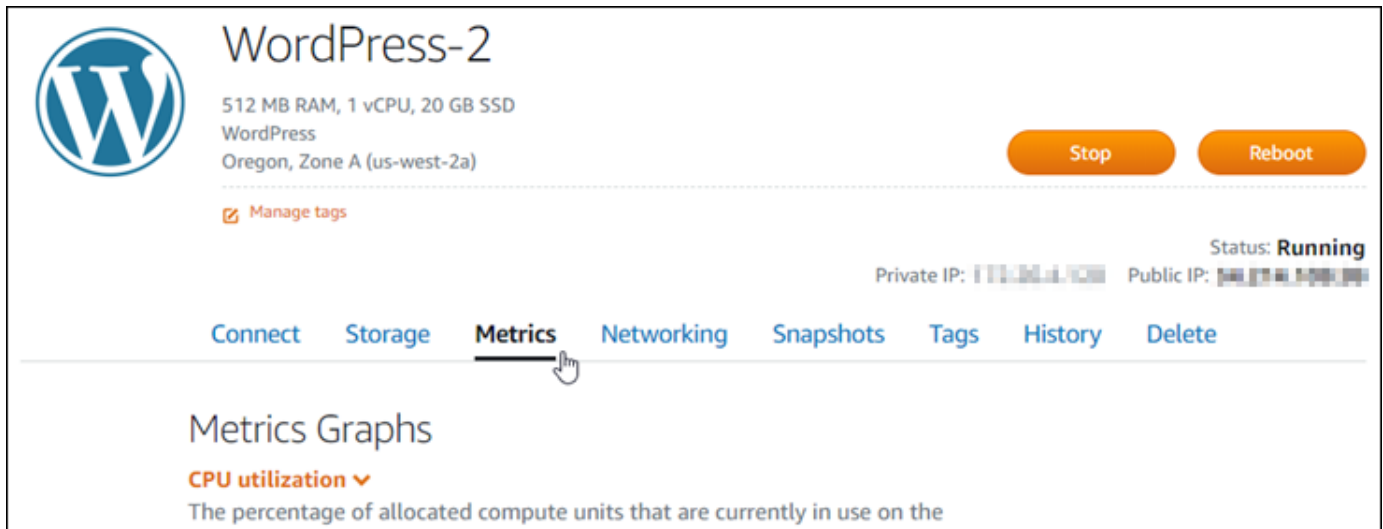 WordPress-2
512 MB RAM, 1 vCPU, 20 GB SSD
WordPress
Oregon, Zone A (us-west-2a)
Stop Reboot
Manage tags
Status: Running
Private IP: Public IP:
Connect Storage Metrics Networking Snapshots Tags History Delete
Metrics Graphs
CPU utilization
The percentage of allocated compute units that are currently in use on the